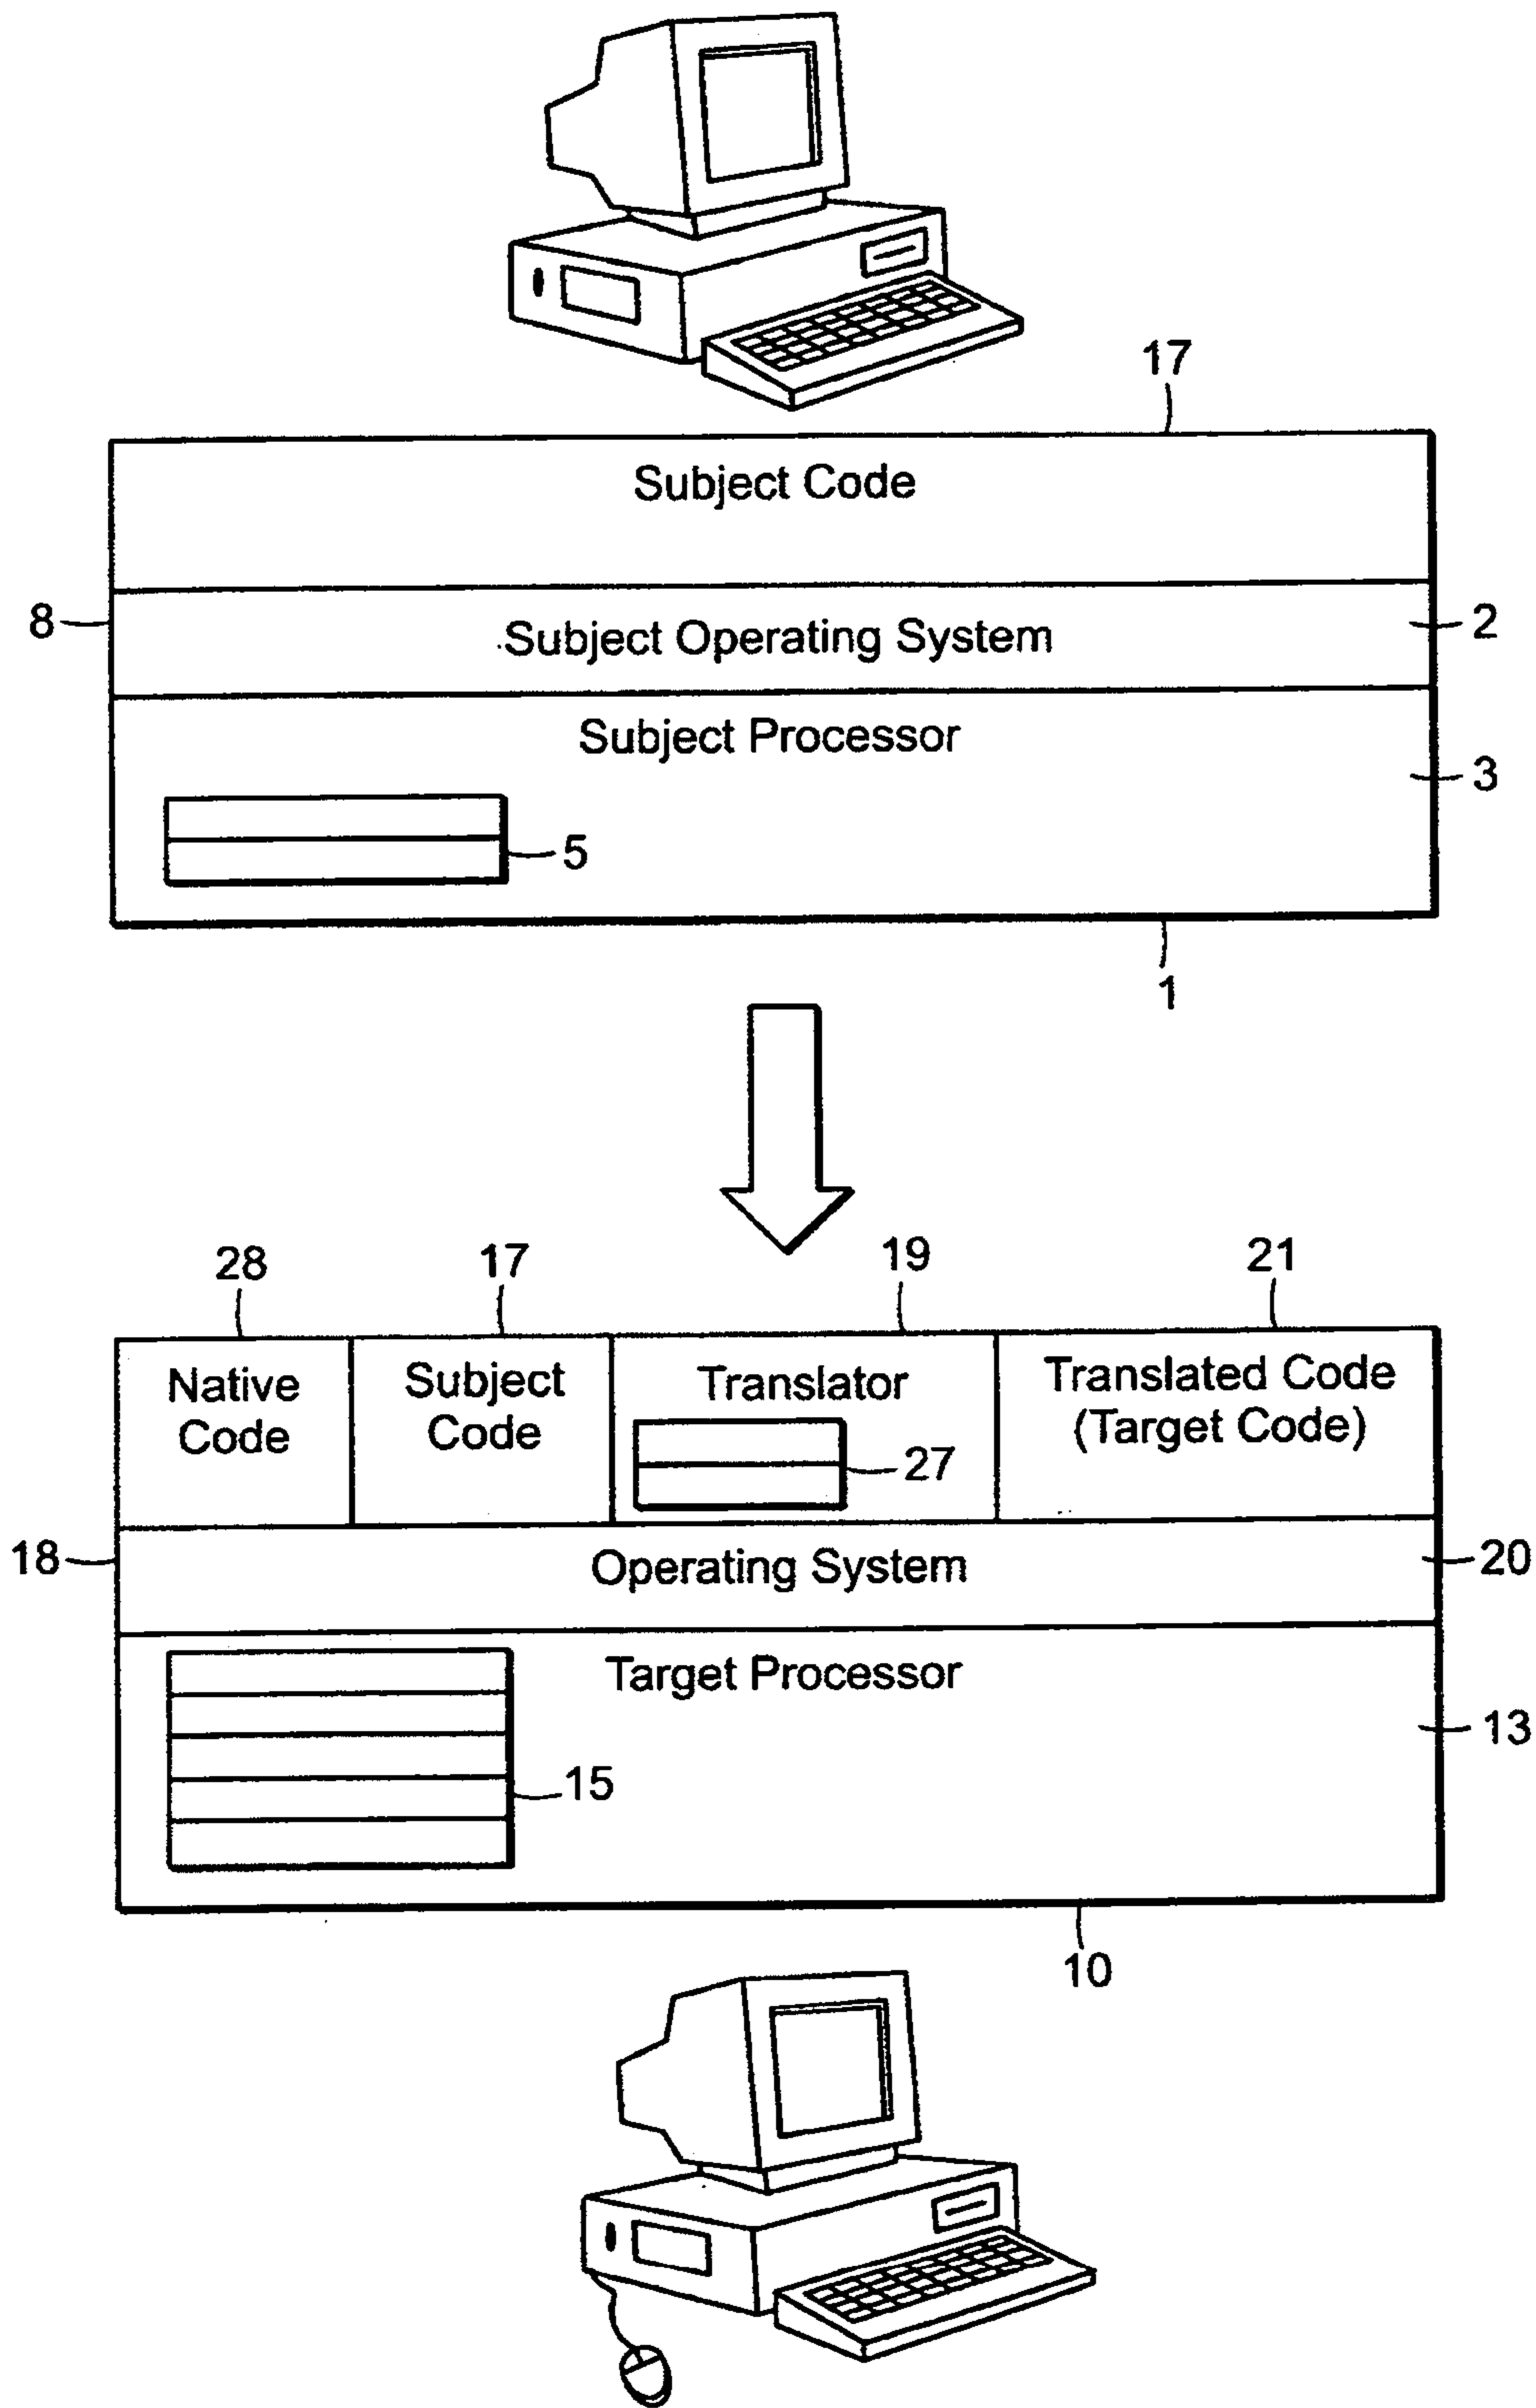 17
Subject Code
8
Subject Operating System
2
Subject Processor
3
5
1
28
17
19
21
Native
Code
Subject
Code
Translator
27
Translated Code
(Target Code)
18
Operating System
20
Target Processor
13
15
10